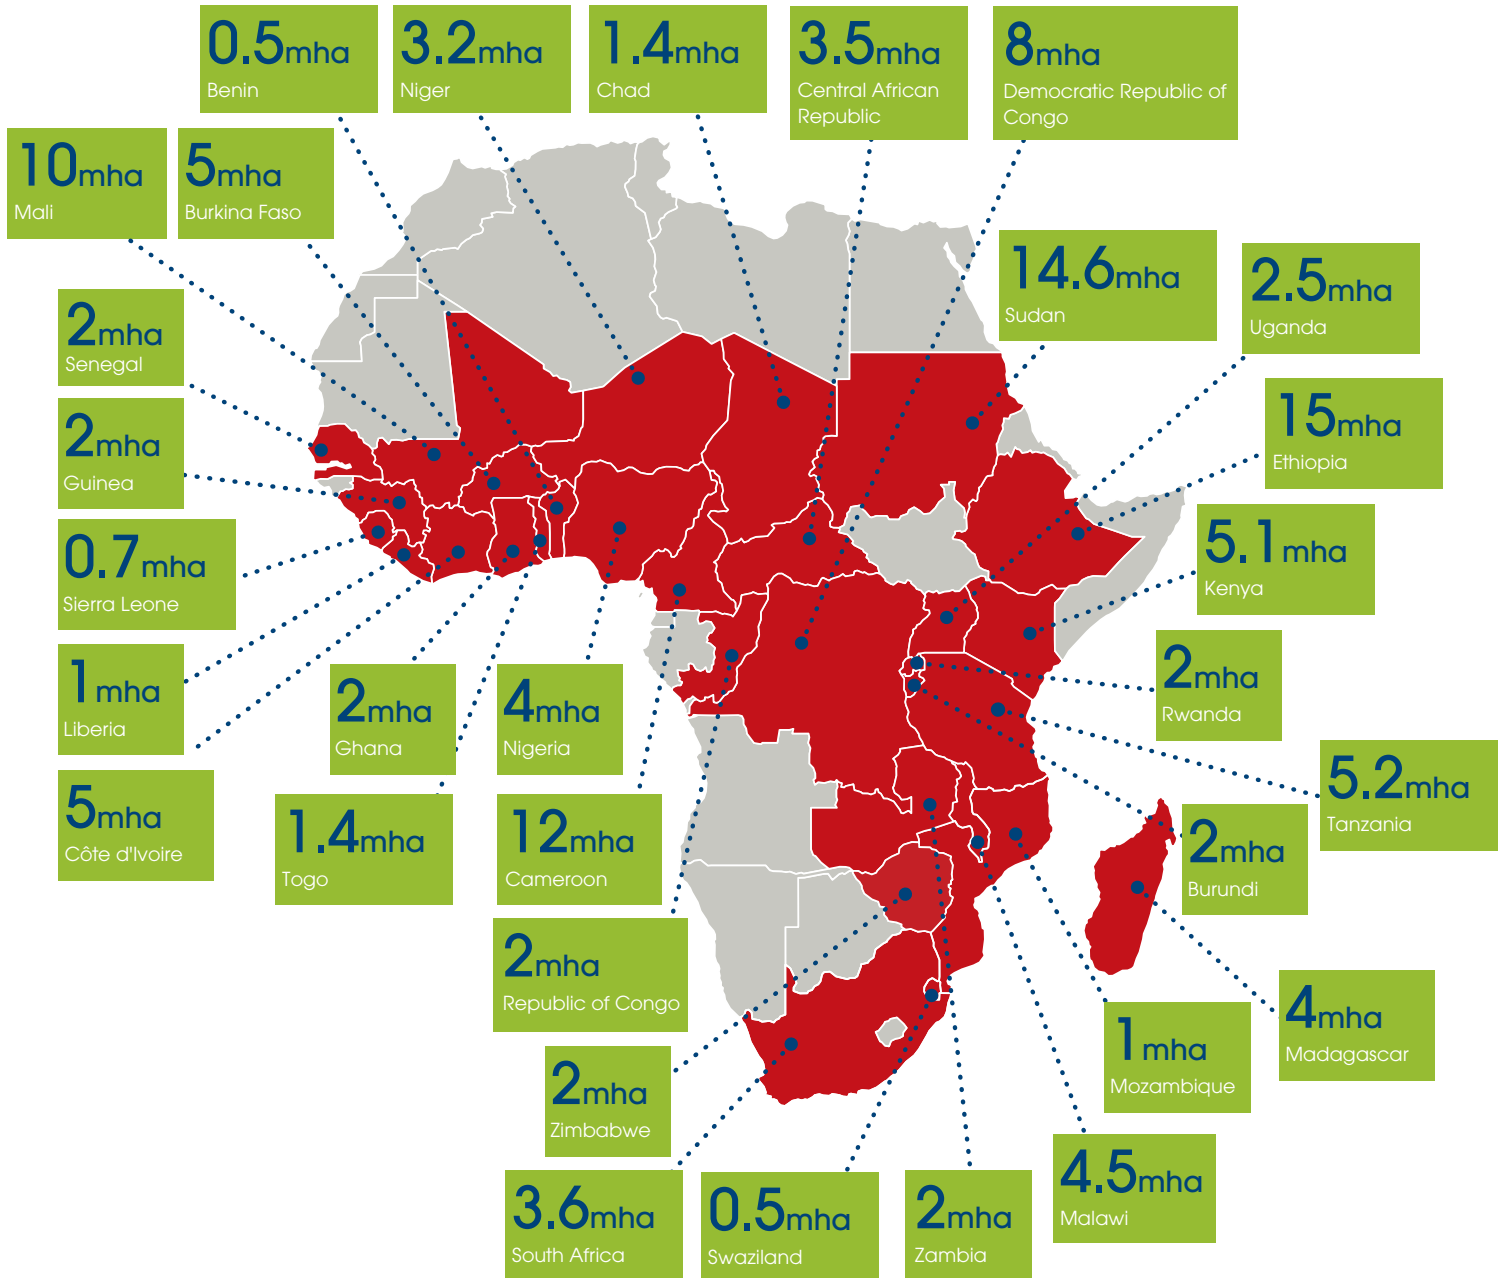 0.5mha
Benin
3.2mha
Niger
1.4mha
Chad
3.5mha
Central African
Republic
8mha
Democratic Republic of
Congo
10mha
Mali
5mha
Burkina Faso
14.6mha
Sudan
2.5mha
Uganda
2mha
Senegal
15mha
Ethiopia
2mha
Guinea
5.1mha
Kenya
0.7mha
Sierra Leone
2mha
Rwanda
1mha
Liberia
2mha
Ghana
4mha
Nigeria
5.2mha
Tanzania
5mha
Côte d'Ivoire
1.4mha
Togo
12mha
Cameroon
2mha
Burundi
2mha
Republic of Congo
4mha
Madagascar
1mha
Mozambique
2mha
Zimbabwe
4.5mha
Malawi
3.6mha
South Africa
0.5mha
Swaziland
2mha
Zambia